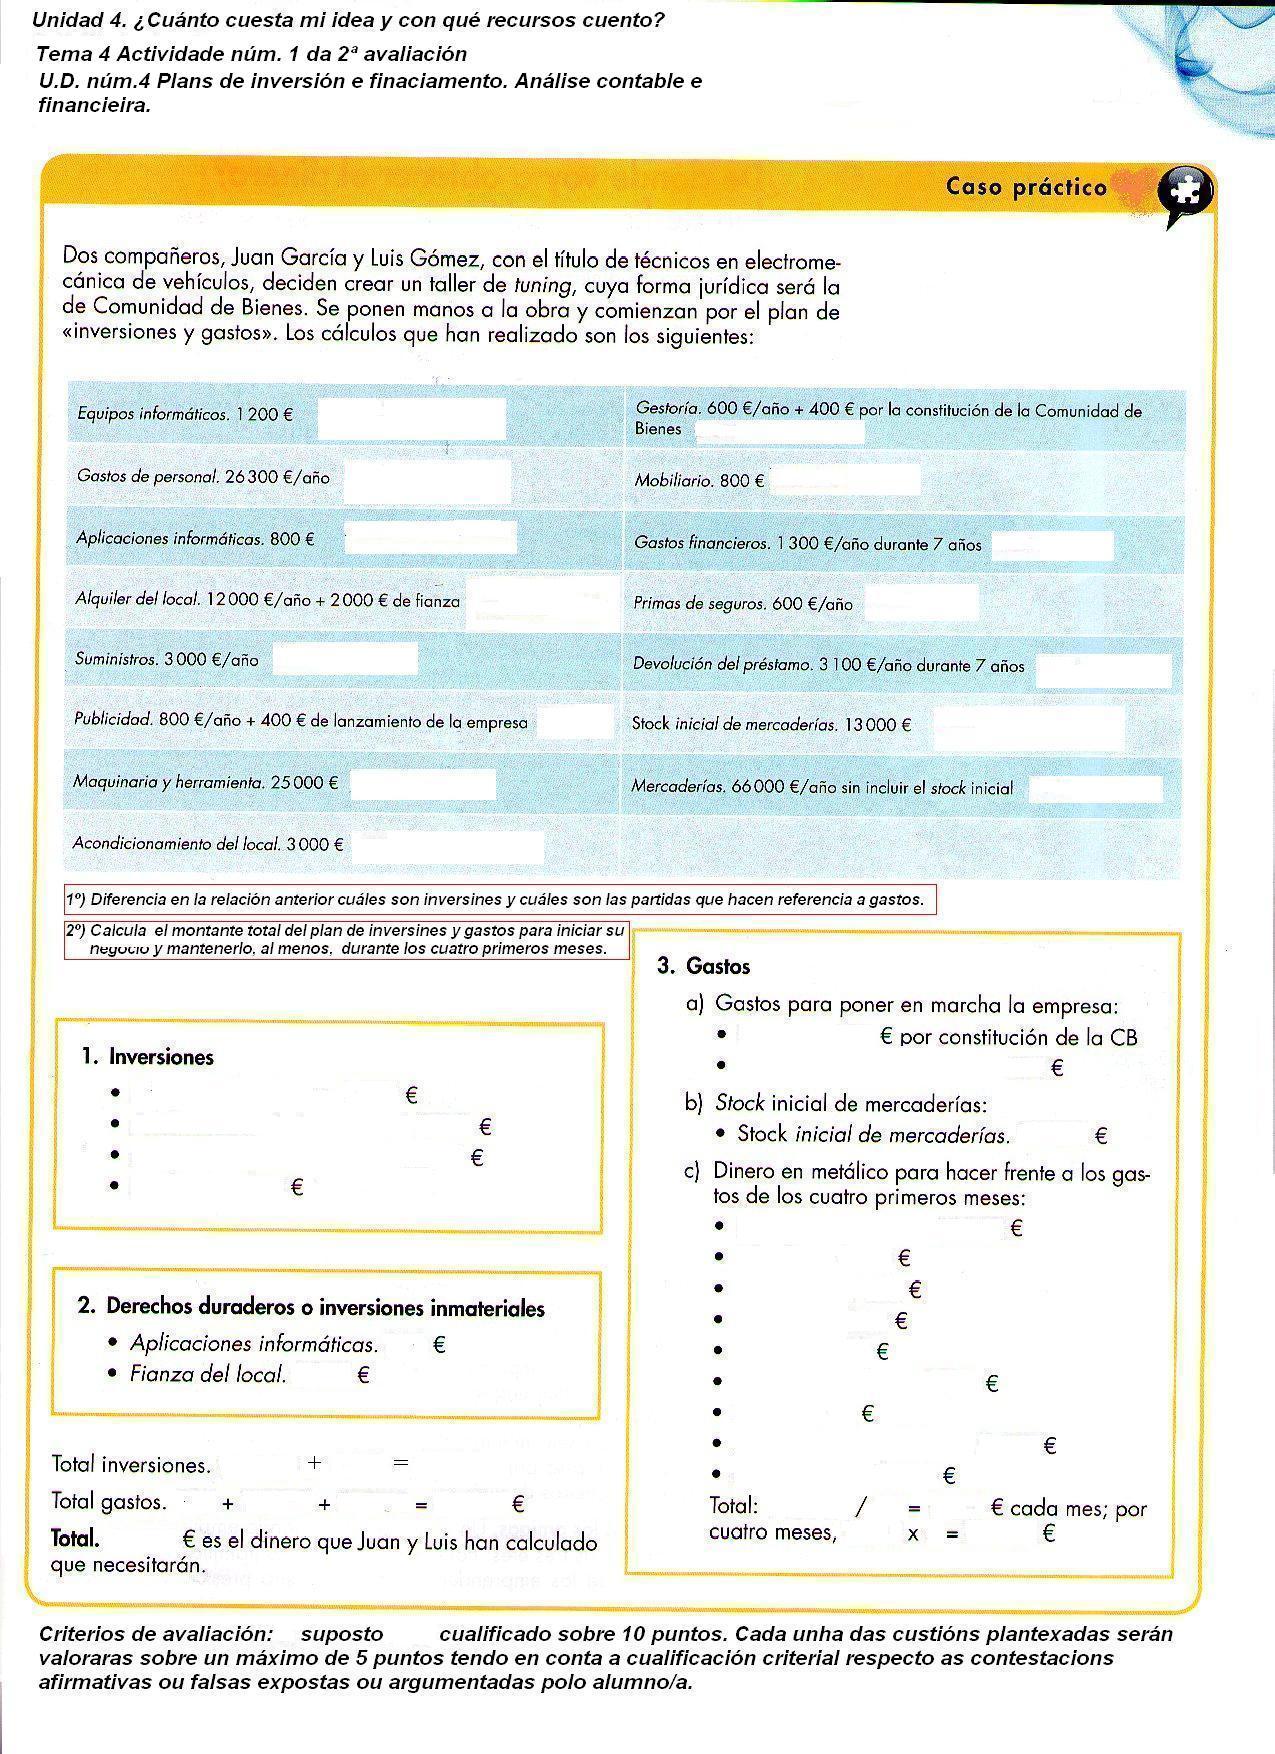 Unidad 4. ¿Cuánto cuesta mi idea y con qué recursos cuento?
Tema 4 Actividade núm. 1 da 2ª avaliación
U.D. núm.4 Plans de inversión e finaciamento. Análise contable e
financieira.
Caso práctico
Dos compañeros, Juan García y Luis Gómez, con el título de técnicos en electrome-
cánica de vehículos, deciden crear un taller de tuning, cuya forma jurídica será la
de Comunidad de Bienes. Se ponen manos a la obra y comienzan por el plan de
«inversiones y gastos». Los cálculos que han realizado son los siguientes:
Equipos informáticos. 1 200 €
Gestoría. 600 €/año + 400 € por la constitución de la Comunidad de
Bienes
Gastos de personal. 26 300 €/año
Mobiliario. 800 €
Aplicaciones informáticas. 800 €
Gastos financieros. 1 300 €/año durante 7 años
Alquiler del local. 12 000 €/año + 2 000 € de fianza
Primas de seguros. 600 €/año
Suministros. 3 000 €/año
Devolución del préstamo. 3 100 €/año durante 7 años
Publicidad. 800 €/año + 400 € de lanzamiento de la empresa
Stock inicial de mercaderías. 13 000 €
Maquinaria y herramienta. 25 000 €
Mercaderías. 66 000 €/año sin incluir el stock inicial
Acondicionamiento del local. 3 000 €
1º) Diferencia en la relación anterior cuáles son inversines y cuáles son las partidas que hacen referencia a gastos.
2º) Calcula el montante total del plan de inversines y gastos para iniciar su
negocio y mantenerlo, al menos, durante los cuatro primeros meses.
1. Inversiones
• €
• €
• €
• €
2. Derechos duraderos o inversiones inmateriales
• Aplicaciones informáticas. €
• Fianza del local. €
Total inversiones. + =
Total gastos. + + = €
Total. € es el dinero que Juan y Luis han calculado
que necesitarán.
3. Gastos
a) Gastos para poner en marcha la empresa:
• € por constitución de la CB
• €
b) Stock inicial de mercaderías:
• Stock inicial de mercaderías. €
c) Dinero en metálico para hacer frente a los gas-
tos de los cuatro primeros meses:
• €
• €
• €
• €
• €
• €
• €
• €
• €
Total: / = € cada mes; por
cuatro meses, x = €
Criterios de avaliación: suposto cualificado sobre 10 puntos. Cada unha das custións plantexadas serán
valoraras sobre un máximo de 5 puntos tendo en conta a cualificación criterial respecto as contestacions
afirmativas ou falsas expostas ou argumentadas polo alumno/a.